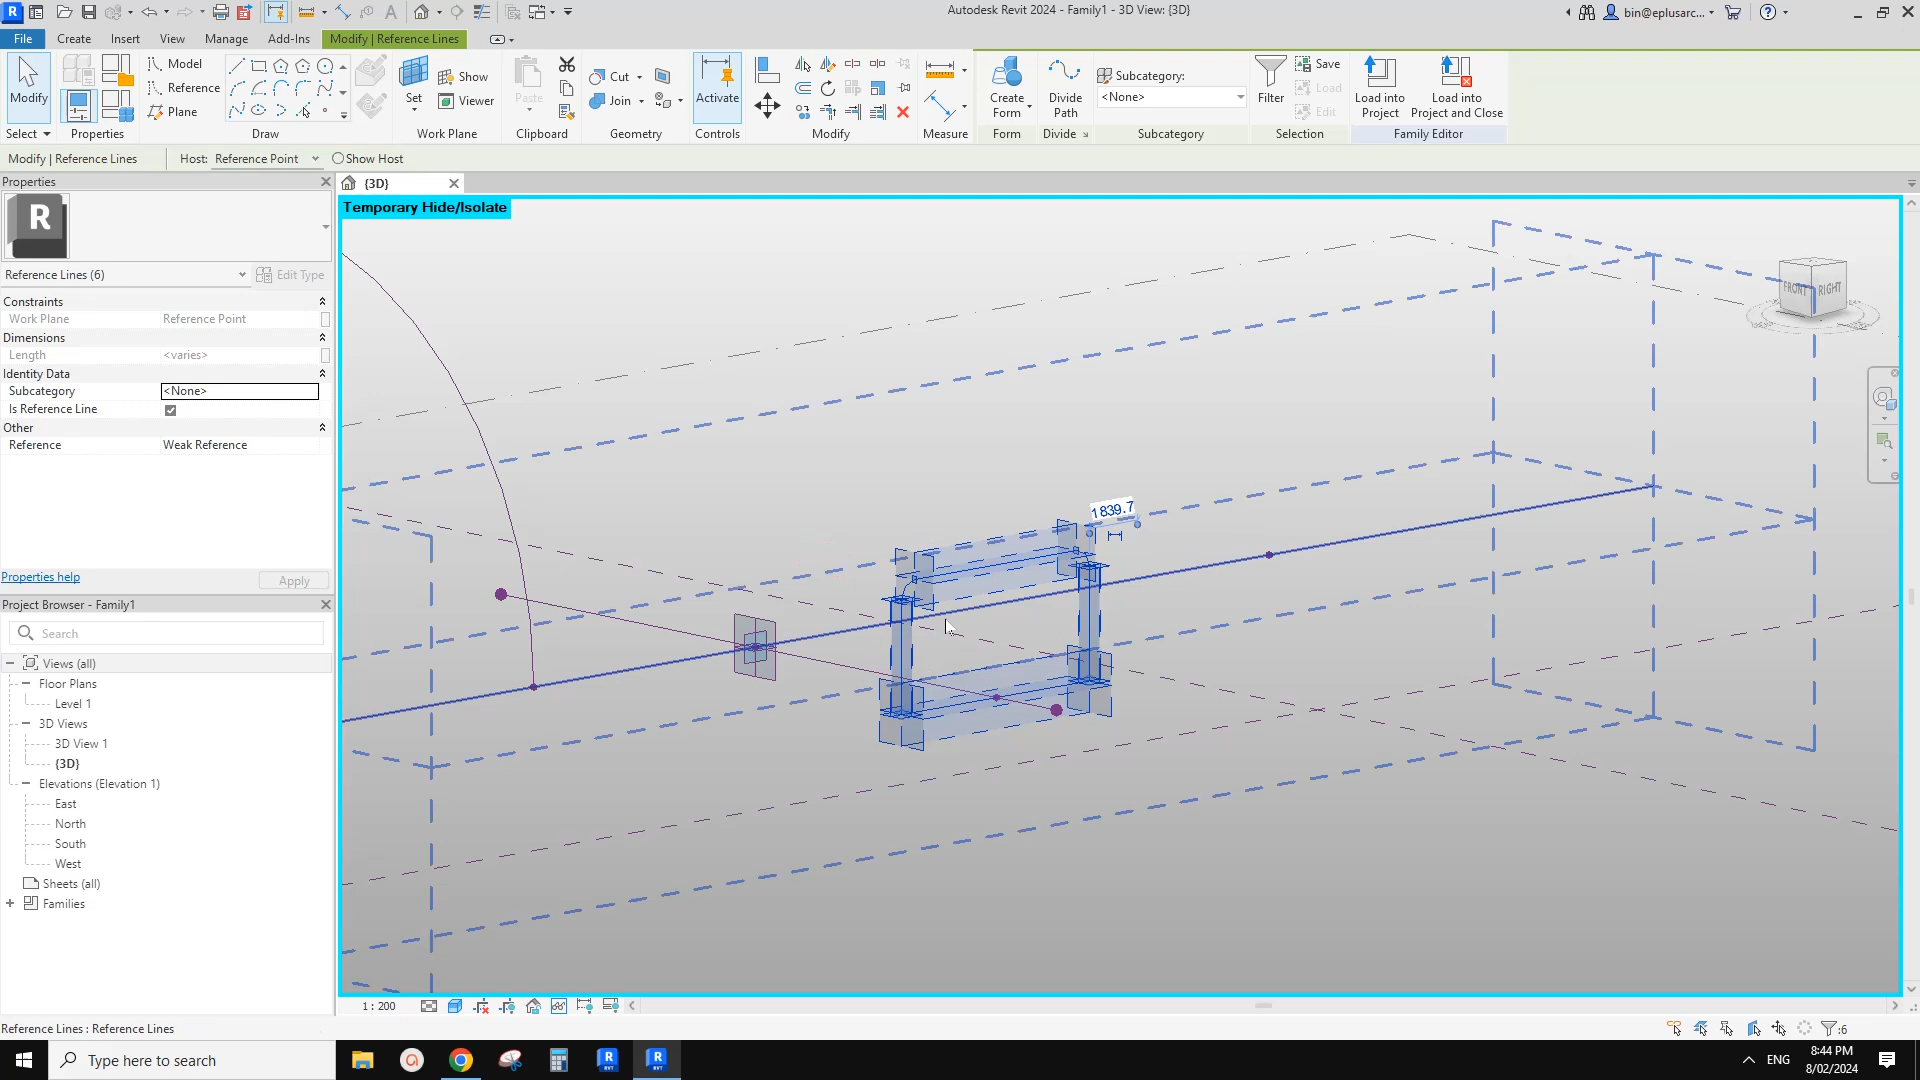 Autodesk Revit 2024 - Family1 - 3D View: {3D}
bin@eplusarc...
File
Create
Insert
View
Manage
Add-Ins
Modify | Reference Lines
Modify
Model
Reference
Plane
Set
Show
Viewer
Paste
Cut
Join
Activate
Create
Form
Divide
Path
Subcategory:
<None>
Filter
Save
Load
Edit
Load into
Project
Load into
Project and Close
Select
Properties
Draw
Work Plane
Clipboard
Geometry
Controls
Modify
Measure
Form
Divide
Subcategory
Selection
Family Editor
Modify | Reference Lines
Host:
Reference Point
Show Host
Properties
{3D}
R
Temporary Hide/Isolate
Reference Lines (6)
Edit Type
Constraints
Work Plane
Reference Point
Dimensions
Length
<varies>
Identity Data
Subcategory
<None>
Is Reference Line
Other
Reference
Weak Reference
FRONT
RIGHT
1839.7
Properties help
Apply
Project Browser - Family1
Search
Views (all)
Floor Plans
Level 1
3D Views
3D View 1
{3D}
Elevations (Elevation 1)
East
North
South
West
Sheets (all)
Families
1 : 200
Reference Lines : Reference Lines
:6
Type here to search
ENG
8:44 PM
8/02/2024